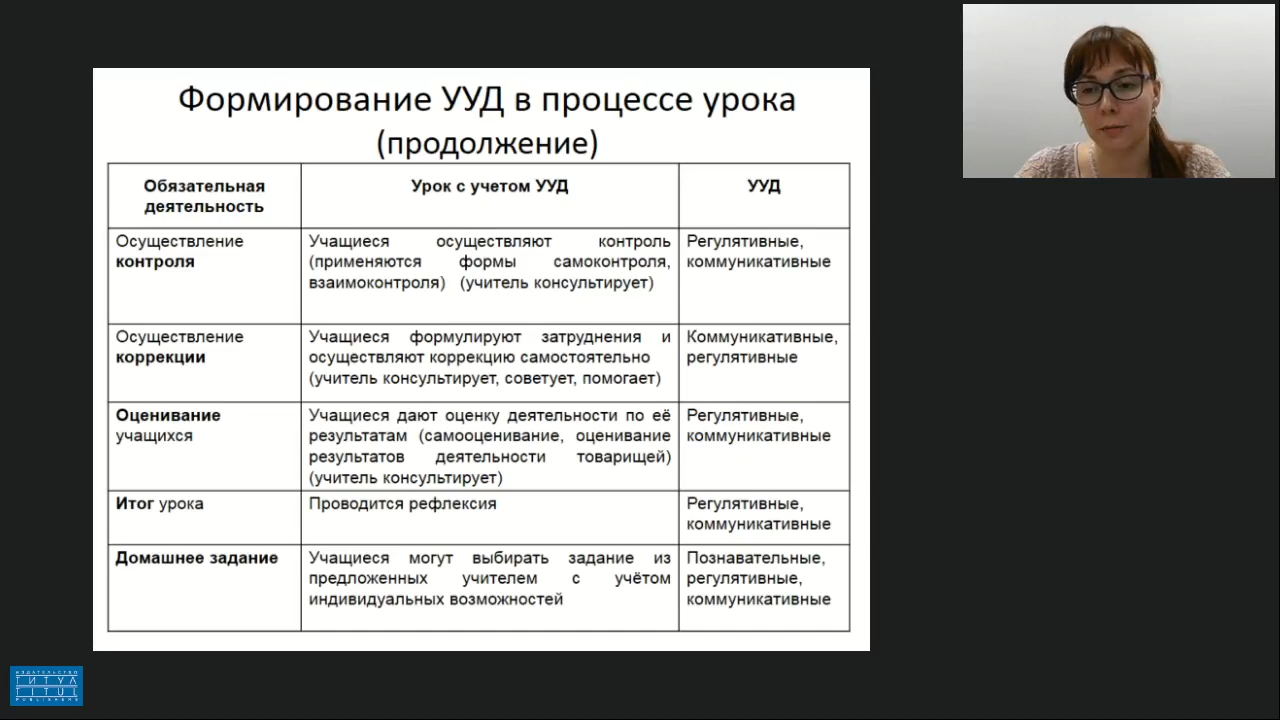 Формирование УУД в процессе урока
(продолжение)
Обязательная
деятельность
Урок с учетом УУД
УУД
Осуществление
контроля
Учащиеся осуществляют контроль
(применяются формы самоконтроля,
взаимоконтроля) (учитель консультирует)
Регулятивные,
коммуникативные
Осуществление
коррекции
Учащиеся формулируют затруднения и
осуществляют коррекцию самостоятельно
(учитель консультирует, советует, помогает)
Коммуникативные,
регулятивные
Оценивание
учащихся
Учащиеся дают оценку деятельности по её
результатам (самооценивание, оценивание
результатов деятельности товарищей)
(учитель консультирует)
Регулятивные,
коммуникативные
Итог урока
Проводится рефлексия
Регулятивные,
коммуникативные
Домашнее задание
Учащиеся могут выбирать задание из
предложенных учителем с учётом
индивидуальных возможностей
Познавательные,
регулятивные,
коммуникативные
ИЗДАТЕЛЬСТВО
ТИТУЛ
TITUL
PUBLISHERS